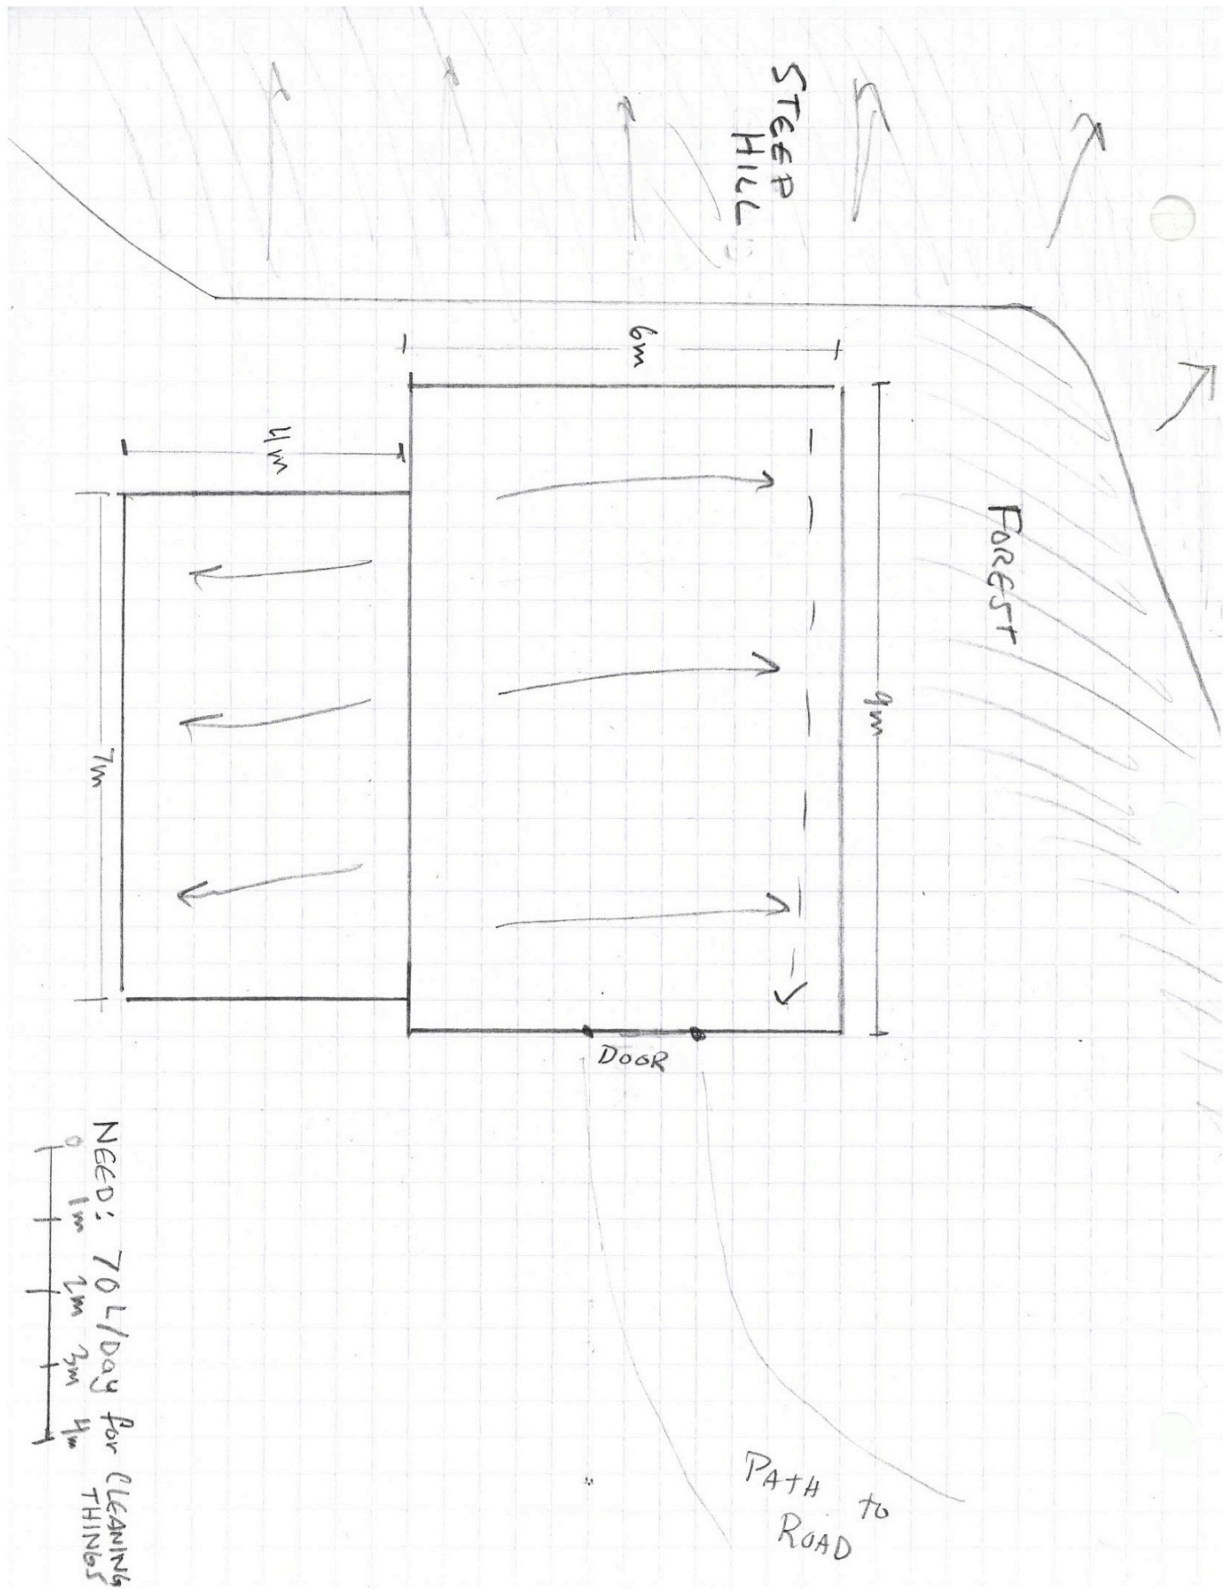 STEEP
HILL
6m
4m
FOREST
9m
7m
DOOR
NEED: 70 L/Day for CLEANING
THINGS
0 1m 2m 3m 4m
PATH to
ROAD